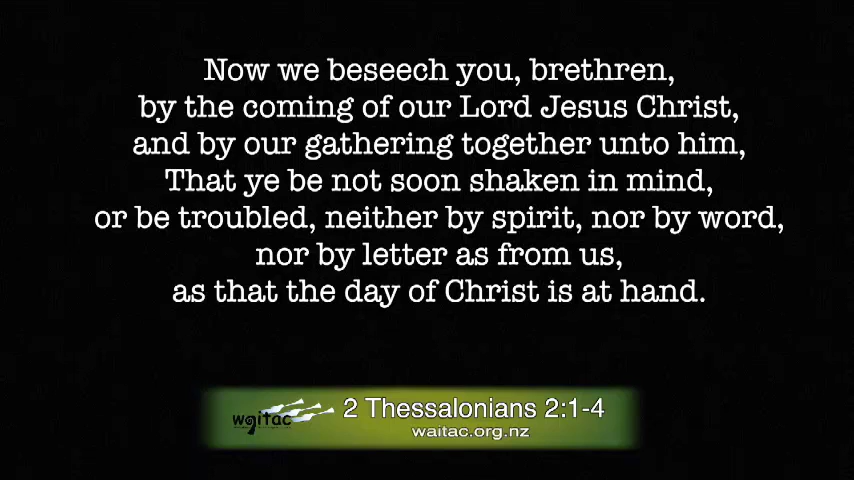 Now we beseech you, brethren,
by the coming of our Lord Jesus Christ,
and by our gathering together unto him,
That ye be not soon shaken in mind,
or be troubled, neither by spirit, nor by word,
nor by letter as from us,
as that the day of Christ is at hand.
waitac
2 Thessalonians 2:1-4
waitac.org.nz